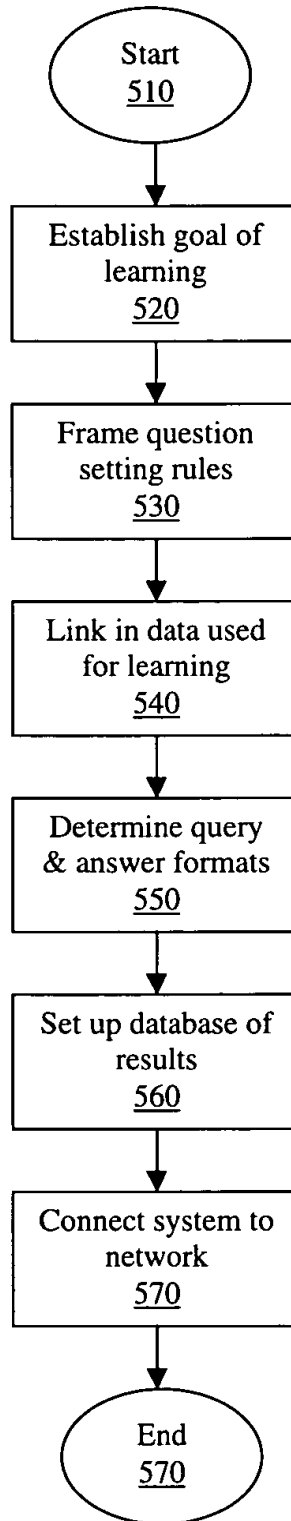 Start
510
Establish goal of
learning
520
Frame question
setting rules
530
Link in data used
for learning
540
Determine query
& answer formats
550
Set up database of
results
560
Connect system to
network
570
End
570